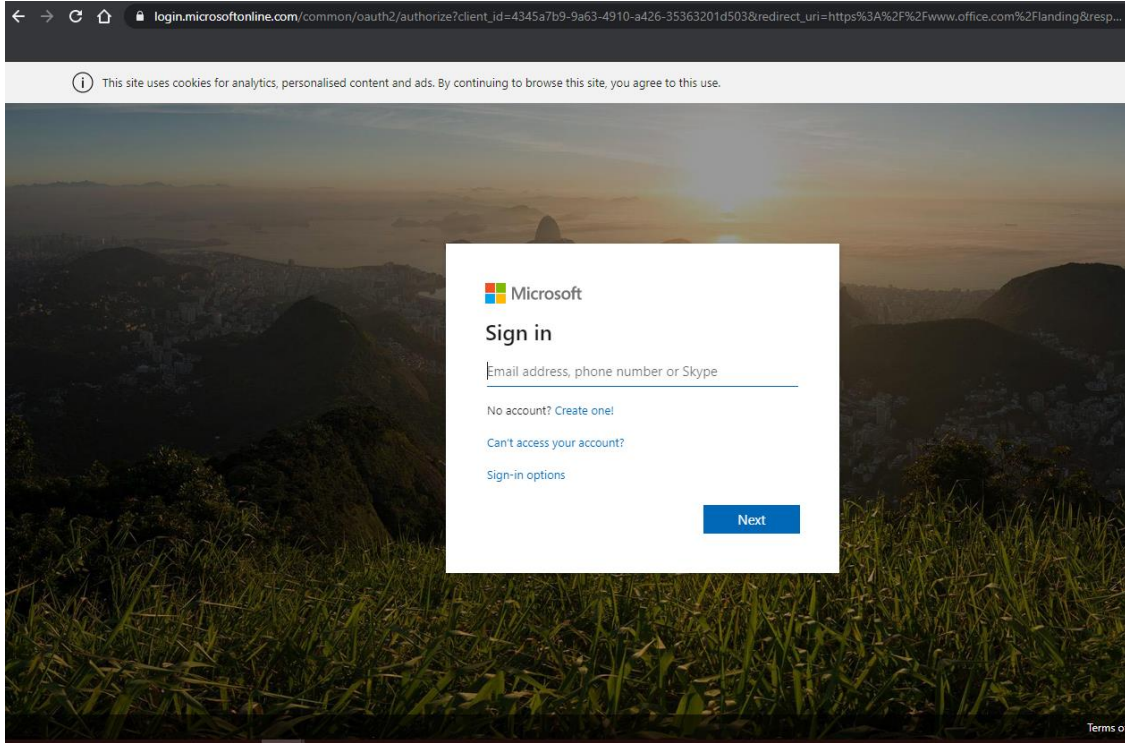 login.microsoftonline.com/common/oauth2/authorize?client_id=4345a7b9-9a63-4910-a426-35363201d503&redirect_uri=https%3A%2F%2Fwww.office.com%2Flanding&resp...
This site uses cookies for analytics, personalised content and ads. By continuing to browse this site, you agree to this use.
Microsoft
Sign in
Email address, phone number or Skype
No account? Create one!
Can't access your account?
Sign-in options
Next
Terms o